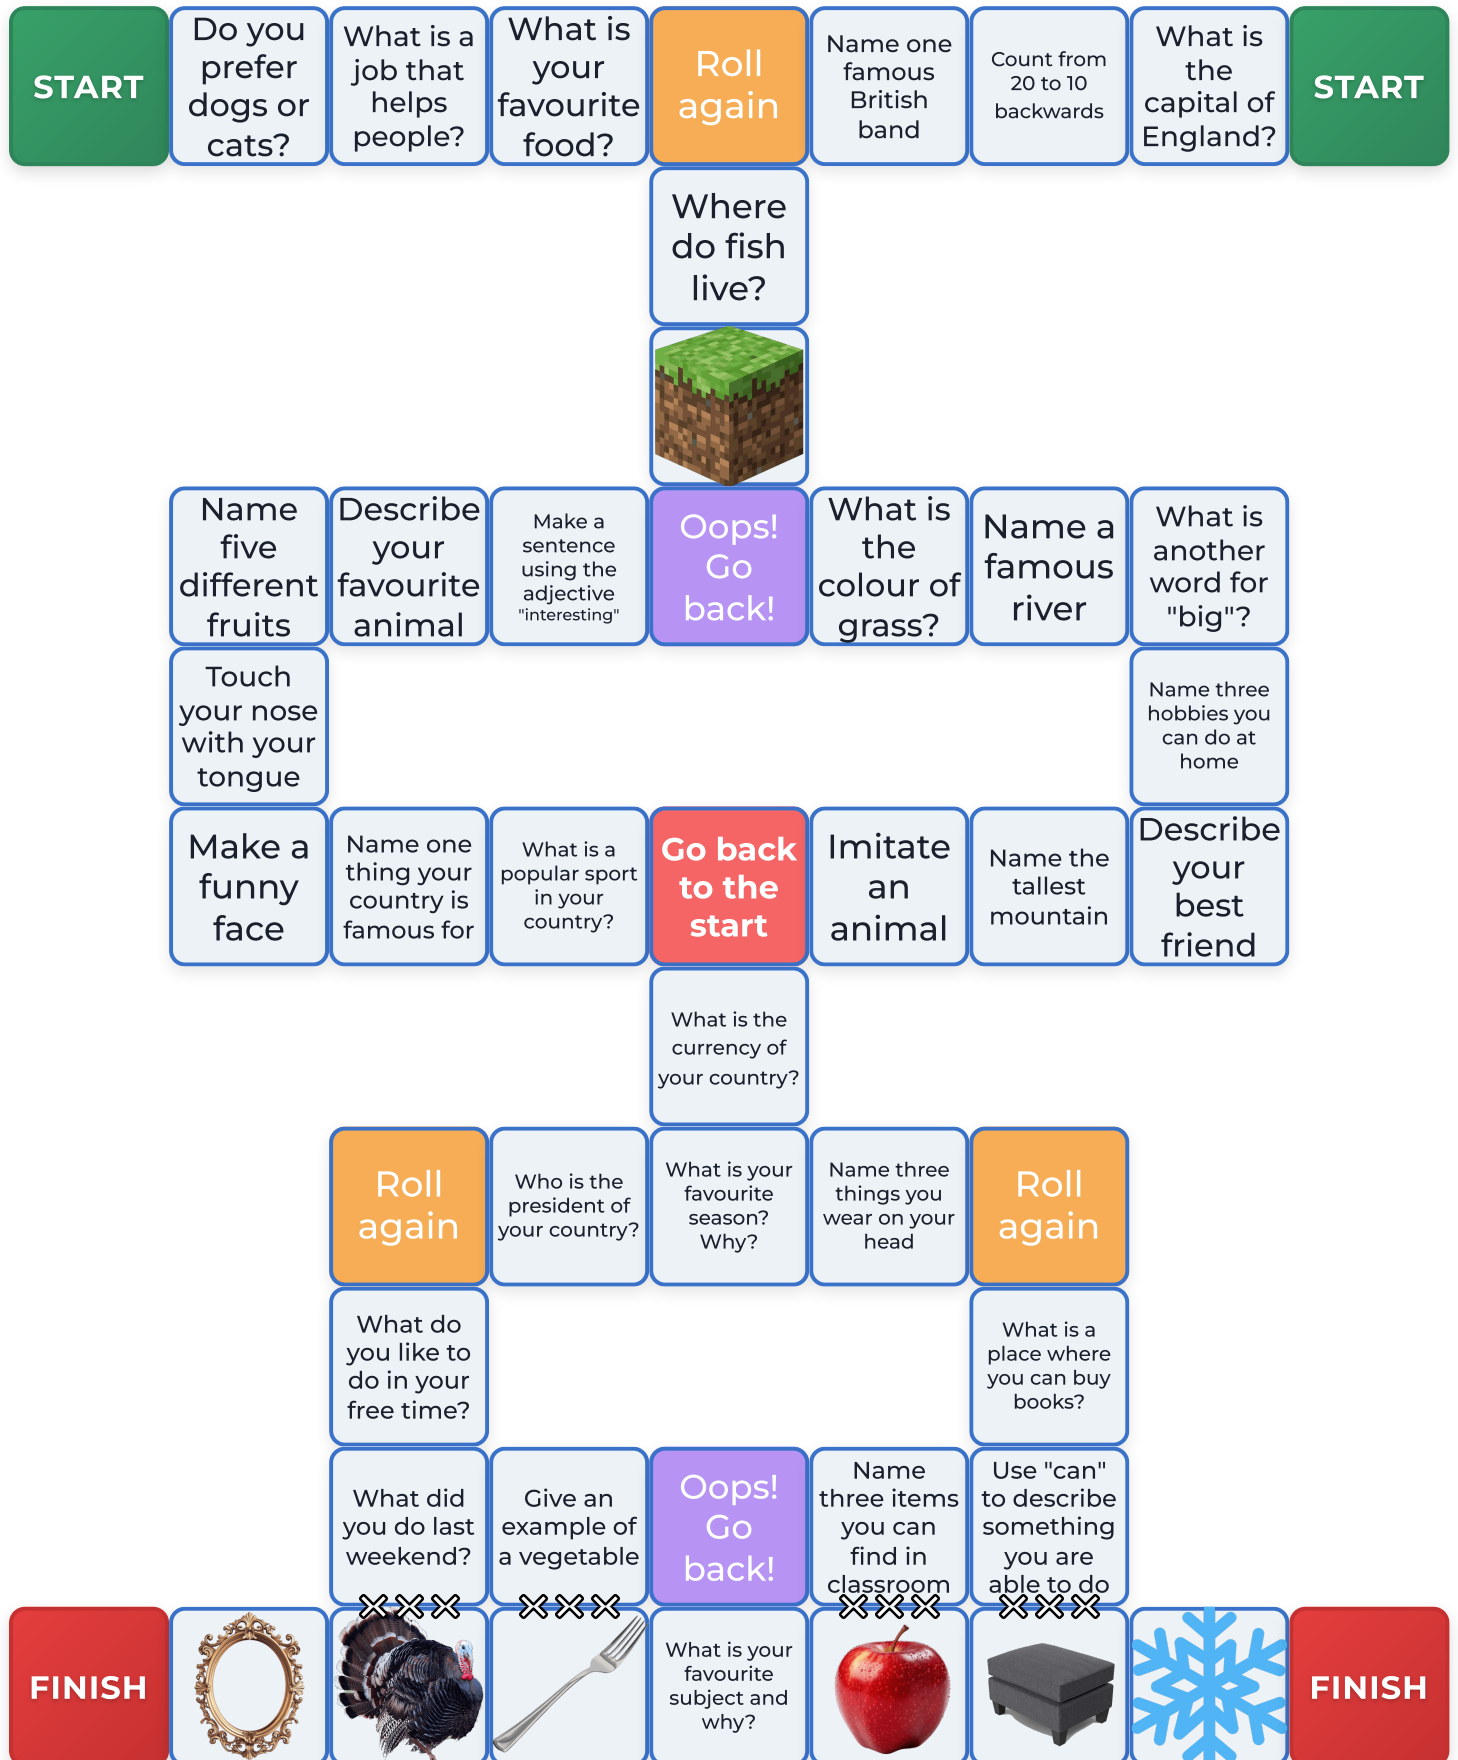 START
Do you
prefer
dogs or
cats?
What is a
job that
helps
people?
What is
your
favourite
food?
Roll
again
Name one
famous
British
band
Count from
20 to 10
backwards
What is
the
capital of
England?
START
Where
do fish
live?
Name
five
different
fruits
Describe
your
favourite
animal
Make a
sentence
using the
adjective
"interesting"
Oops!
Go
back!
What is
the
colour of
grass?
Name a
famous
river
What is
another
word for
"big"?
Touch
your nose
with your
tongue
Name three
hobbies you
can do at
home
Make a
funny
face
Name one
thing your
country is
famous for
What is a
popular sport
in your
country?
Go back
to the
start
Imitate
an
animal
Name the
tallest
mountain
Describe
your
best
friend
What is the
currency of
your country?
Roll
again
Who is the
president of
your country?
What is your
favourite
season?
Why?
Name three
things you
wear on your
head
Roll
again
What do
you like to
do in your
free time?
What is a
place where
you can buy
books?
What did
you do last
weekend?
Give an
example of
a vegetable
Oops!
Go
back!
Name
three items
you can
find in
classroom
Use "can"
to describe
something
you are
able to do
FINISH
What is your
favourite
subject and
why?
FINISH